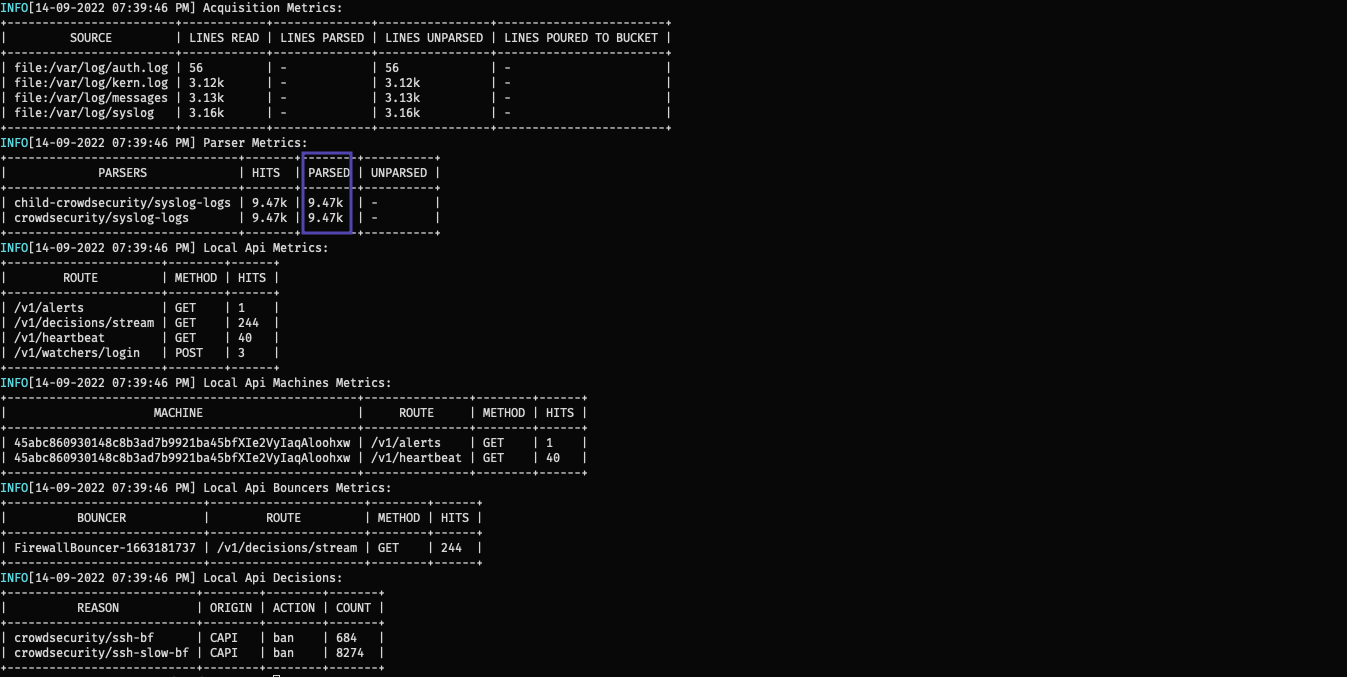 INFO[14-09-2022 07:39:46 PM] Acquisition Metrics:
+------------------------+------------+--------------+----------------+------------------------+
|         SOURCE         | LINES READ | LINES PARSED | LINES UNPARSED | LINES POURED TO BUCKET |
+------------------------+------------+--------------+----------------+------------------------+
| file:/var/log/auth.log | 56         | -            | 56             | -                      |
| file:/var/log/kern.log | 3.12k      | -            | 3.12k          | -                      |
| file:/var/log/messages | 3.13k      | -            | 3.13k          | -                      |
| file:/var/log/syslog   | 3.16k      | -            | 3.16k          | -                      |
+------------------------+------------+--------------+----------------+------------------------+
INFO[14-09-2022 07:39:46 PM] Parser Metrics:
+---------------------------------+-------+--------+----------+
|             PARSERS             | HITS  | PARSED | UNPARSED |
+---------------------------------+-------+--------+----------+
| child-crowdsecurity/syslog-logs | 9.47k | 9.47k  | -        |
| crowdsecurity/syslog-logs       | 9.47k | 9.47k  | -        |
+---------------------------------+-------+--------+----------+
INFO[14-09-2022 07:39:46 PM] Local Api Metrics:
+----------------------+--------+------+
|        ROUTE         | METHOD | HITS |
+----------------------+--------+------+
| /v1/alerts           | GET    | 1    |
| /v1/decisions/stream | GET    | 244  |
| /v1/heartbeat        | GET    | 40   |
| /v1/watchers/login   | POST   | 3    |
+----------------------+--------+------+
INFO[14-09-2022 07:39:46 PM] Local Api Machines Metrics:
+--------------------------------------------------+---------------+--------+------+
|                     MACHINE                      |     ROUTE     | METHOD | HITS |
+--------------------------------------------------+---------------+--------+------+
| 45abc860930148c8b3ad7b9921ba45bfXIe2VyIaqAloohxw | /v1/alerts    | GET    | 1    |
| 45abc860930148c8b3ad7b9921ba45bfXIe2VyIaqAloohxw | /v1/heartbeat | GET    | 40   |
+--------------------------------------------------+---------------+--------+------+
INFO[14-09-2022 07:39:46 PM] Local Api Bouncers Metrics:
+----------------------------+----------------------+--------+------+
|          BOUNCER           |        ROUTE         | METHOD | HITS |
+----------------------------+----------------------+--------+------+
| FirewallBouncer-1663181737 | /v1/decisions/stream | GET    | 244  |
+----------------------------+----------------------+--------+------+
INFO[14-09-2022 07:39:46 PM] Local Api Decisions:
+---------------------------+--------+--------+-------+
|          REASON           | ORIGIN | ACTION | COUNT |
+---------------------------+--------+--------+-------+
| crowdsecurity/ssh-bf      | CAPI   | ban    | 684   |
| crowdsecurity/ssh-slow-bf | CAPI   | ban    | 8274  |
+---------------------------+--------+--------+-------+